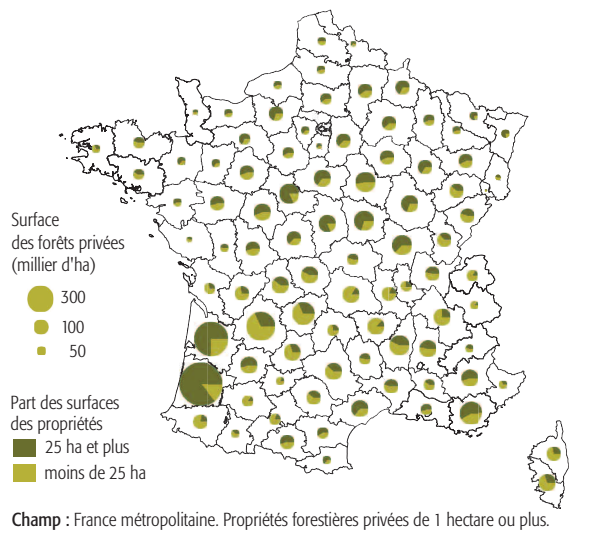 Surface
des forêts privées
(millier d'ha)
300
100
50
Part des surfaces
des propriétés
25 ha et plus
moins de 25 ha
Champ : France métropolitaine. Propriétés forestières privées de 1 hectare ou plus.